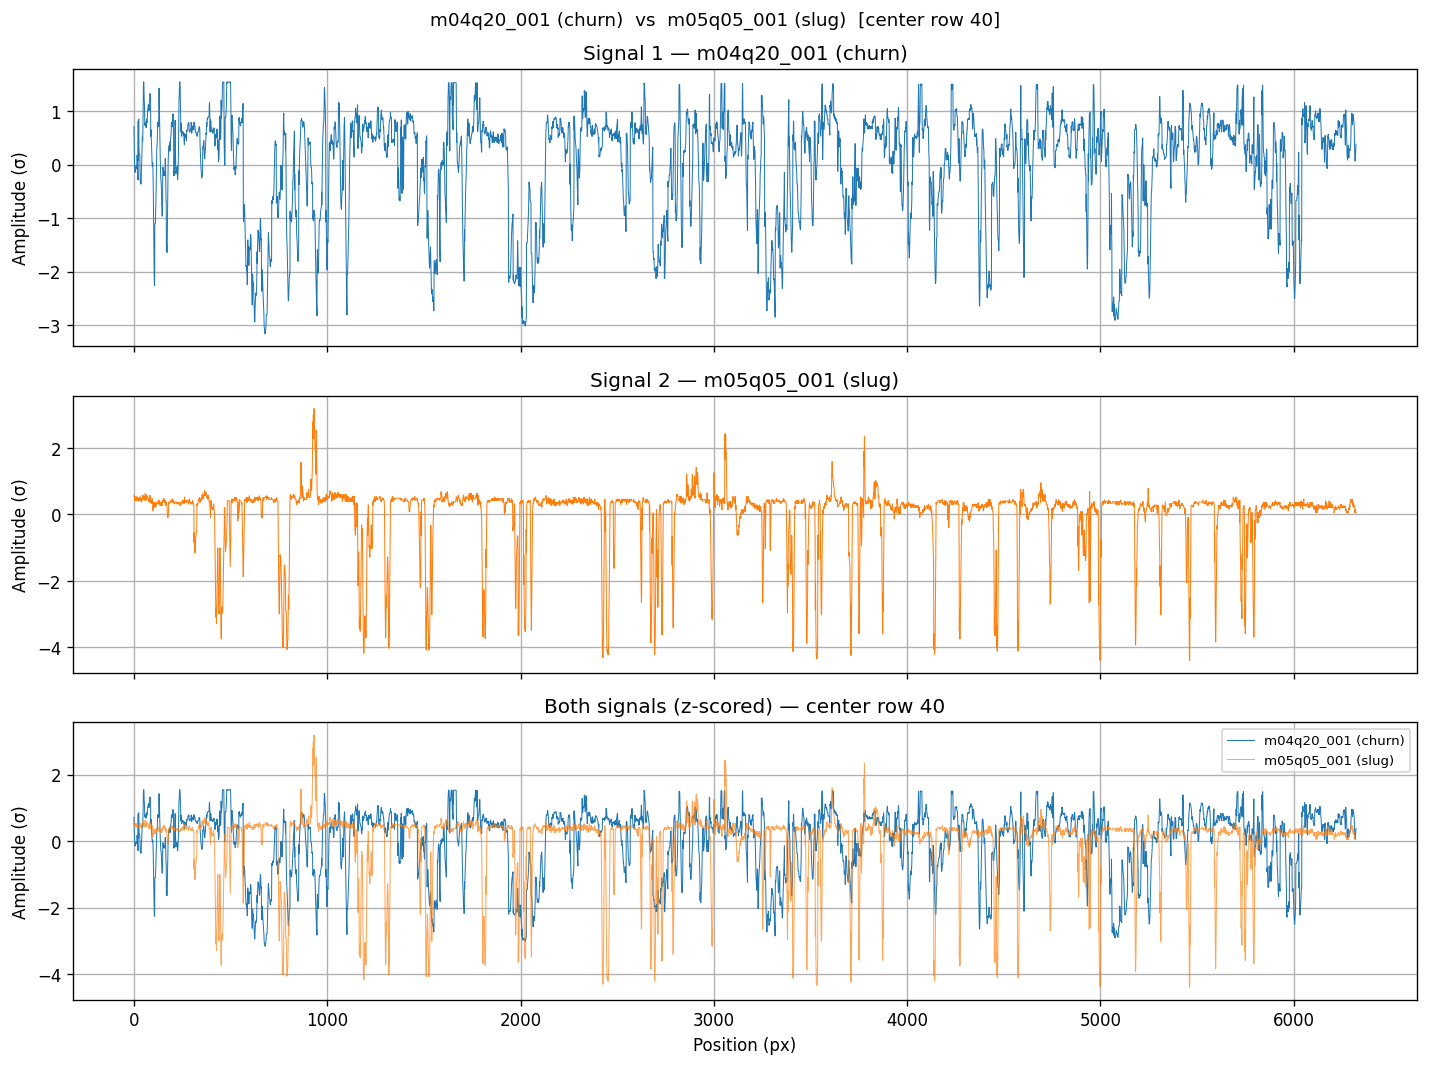 m04q20_001 (churn)  vs  m05q05_001 (slug)  [center row 40]
Signal 1 — m04q20_001 (churn)
Amplitude (σ)
1
0
−1
−2
−3
Signal 2 — m05q05_001 (slug)
Amplitude (σ)
2
0
−2
−4
Both signals (z-scored) — center row 40
Amplitude (σ)
2
0
−2
−4
m04q20_001 (churn)
m05q05_001 (slug)
0 1000 2000 3000 4000 5000 6000
Position (px)